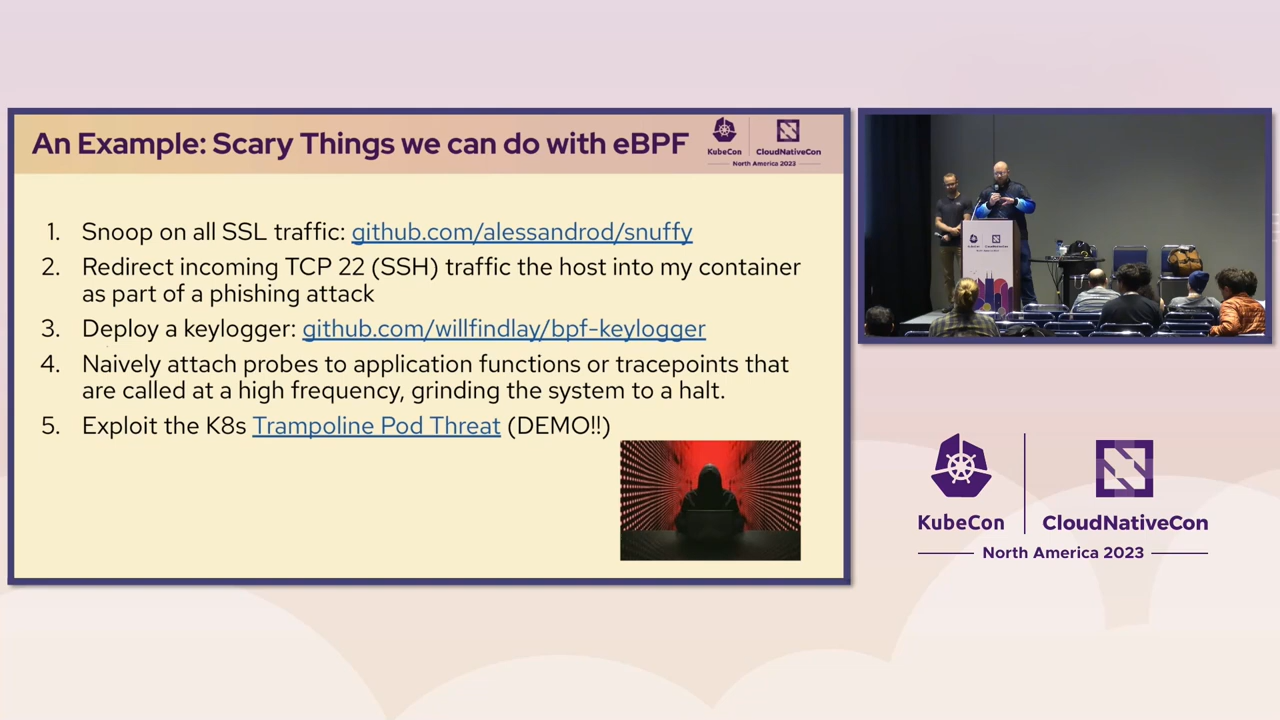 An Example: Scary Things we can do with eBPF
KubeCon
CloudNativeCon
North America 2023
1. Snoop on all SSL traffic: github.com/alessandrod/snuffy
2. Redirect incoming TCP 22 (SSH) traffic the host into my container
as part of a phishing attack
3. Deploy a keylogger: github.com/willfindlay/bpf-keylogger
4. Naively attach probes to application functions or tracepoints that
are called at a high frequency, grinding the system to a halt.
5. Exploit the K8s Trampoline Pod Threat (DEMO!!)
KubeCon
CloudNativeCon
North America 2023